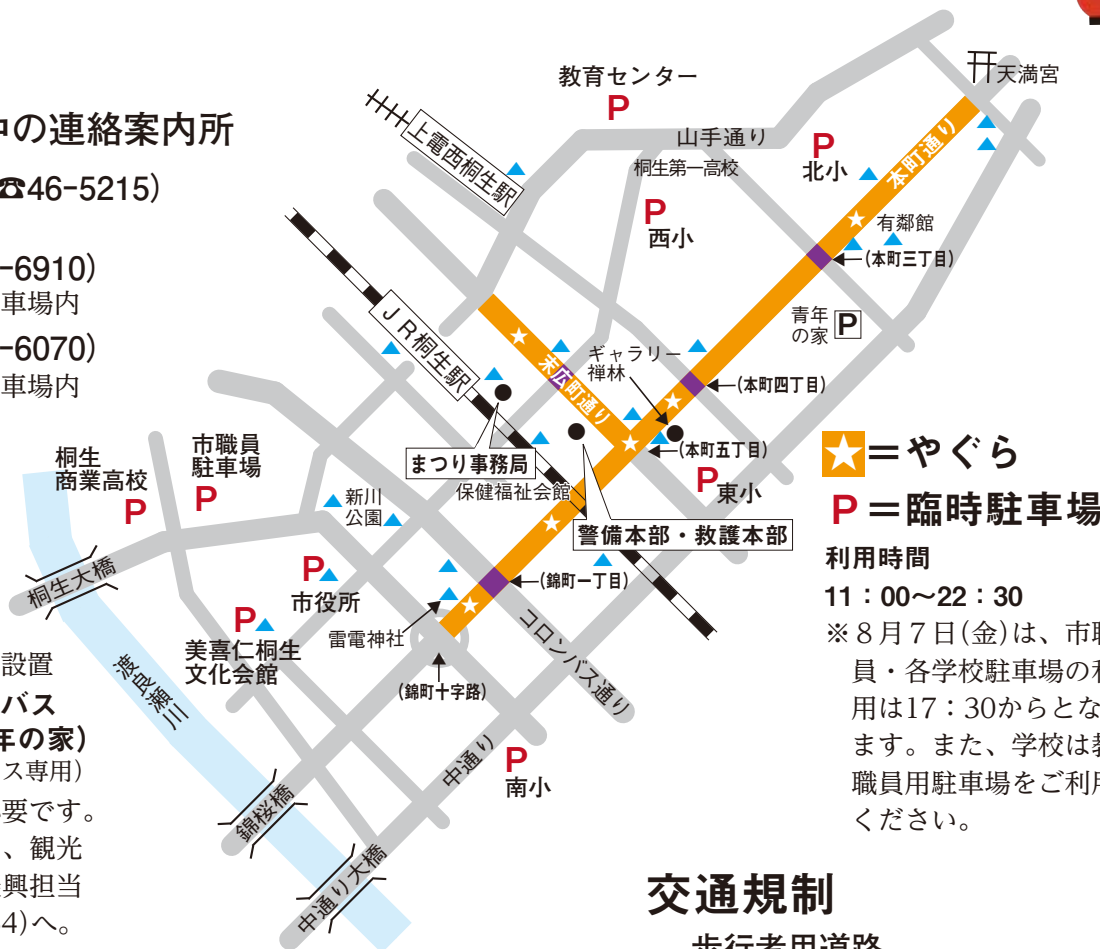 中の連絡案内所
☎46-5215)
-6910)
車場内
-6070)
車場内
教育センター
P
上電西桐生駅
山手通り
桐生第一高校
P
北小
P
西小
天満宮
本町通り
有鄰館
(本町三丁目)
青年
の家
P
JR桐生駅
末広町通り
ギャラリー
禅林
(本町四丁目)
(本町五丁目)
P
東小
まつり事務局
保健福祉会館
警備本部・救護本部
(錦町一丁目)
桐生
商業高校
P
市職員
駐車場
P
新川
公園
桐生大橋
P
市役所
P
美喜仁桐生
文化会館
雷電神社
(錦町十字路)
コロンバス通り
渡良瀬川
錦桜橋
中通り
中通り大橋
P
南小
設置
バス
年の家)
ス専用)
要です。
、観光
興担当
4)へ。
★=やぐら
P=臨時駐車場
利用時間
11:00〜22:30
※8月7日(金)は、市職
員・各学校駐車場の利
用は17:30からとな
ます。また、学校は教
職員用駐車場をご利用
ください。
交通規制
歩行者用道路